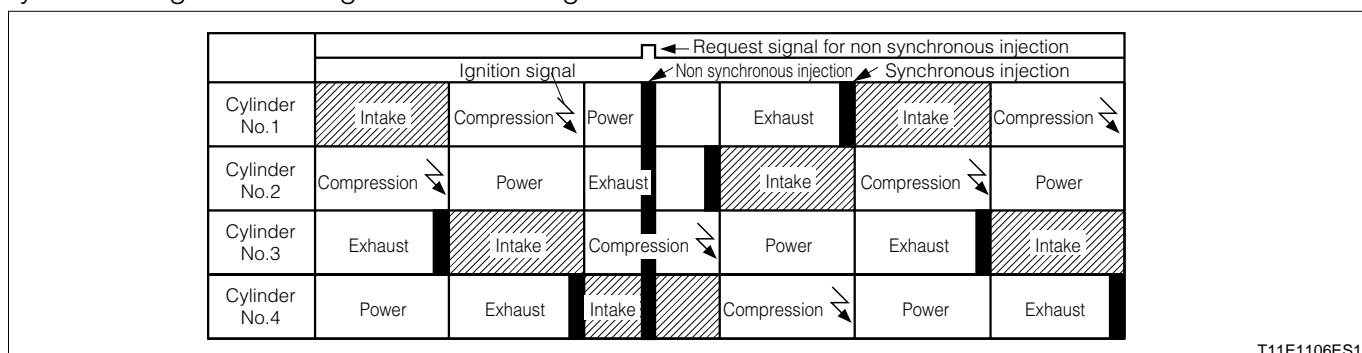 Request signal for non synchronous injection
Ignition signal Non synchronous injection Synchronous injection
Cylinder No.1 Intake Compression Power Exhaust Intake Compression
Cylinder No.2 Compression Power Exhaust Intake Compression Power
Cylinder No.3 Exhaust Intake Compression Power Exhaust Intake
Cylinder No.4 Power Exhaust Intake Compression Power Exhaust